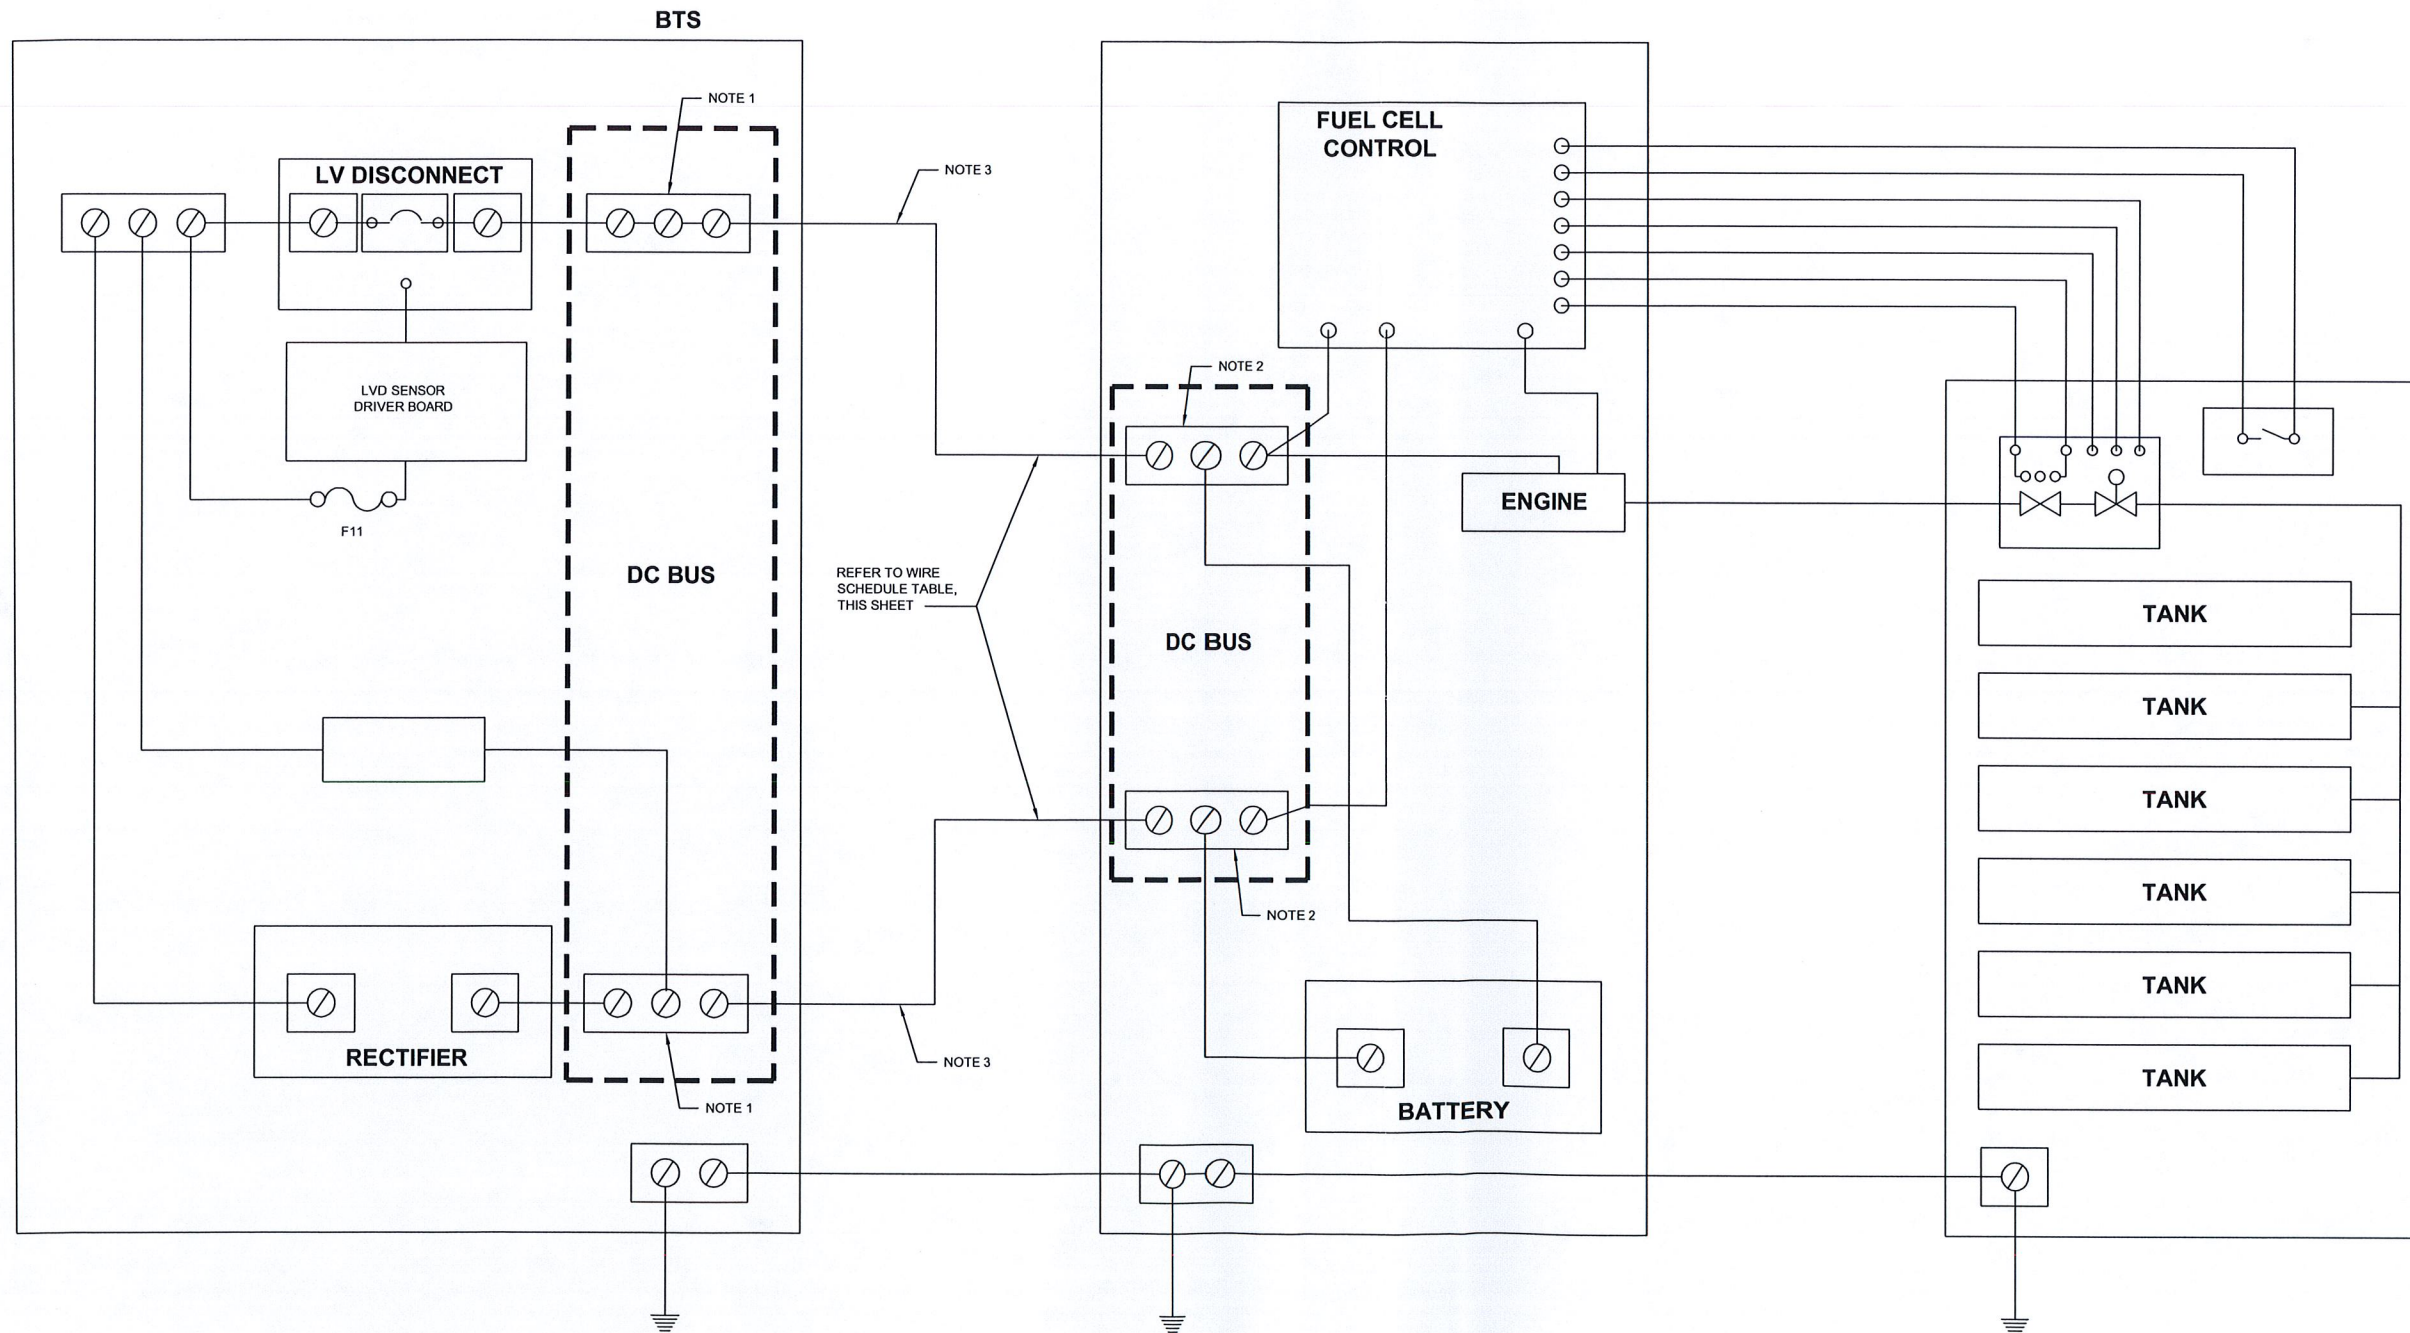 BTS
NOTE 1
LV DISCONNECT
LVD SENSOR
DRIVER BOARD
F11
DC BUS
RECTIFIER
NOTE 1
NOTE 3
REFER TO WIRE
SCHEDULE TABLE,
THIS SHEET
NOTE 3
FUEL CELL
CONTROL
NOTE 2
ENGINE
DC BUS
NOTE 2
BATTERY
TANK
TANK
TANK
TANK
TANK
TANK